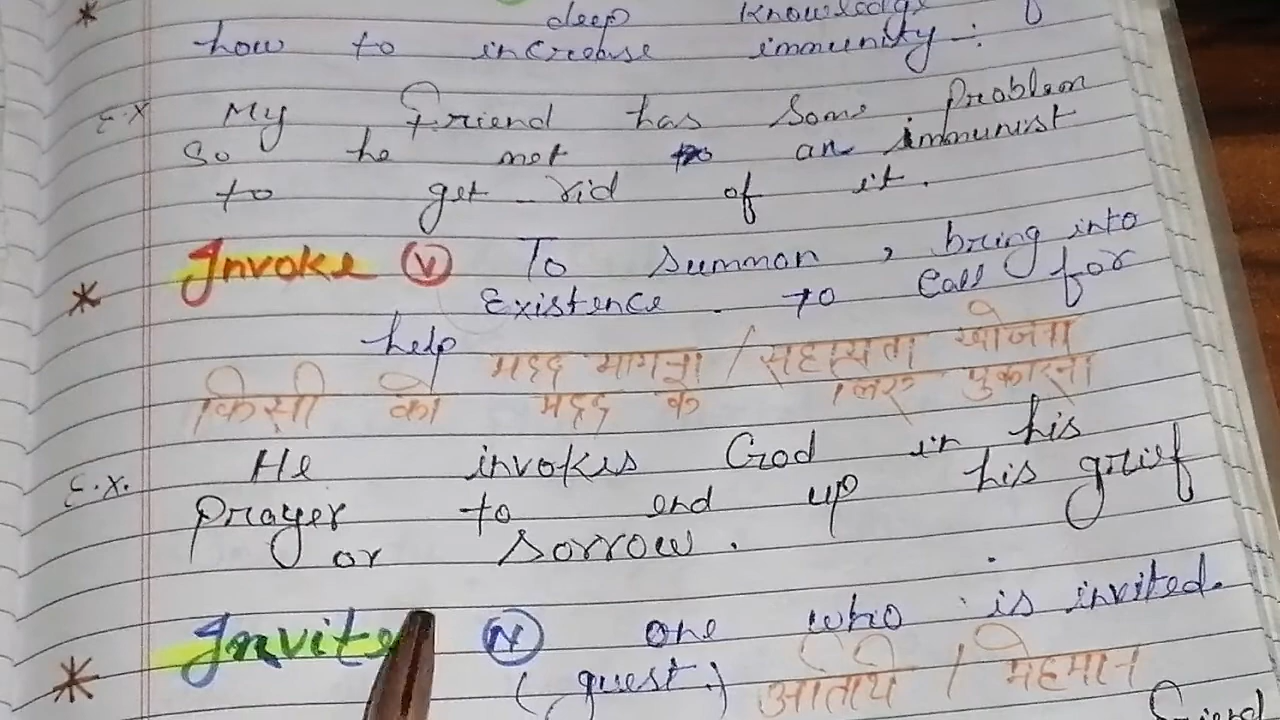 * deep knowledge
how to increase immunity :
E.X My Friend has some Problem
So he met to an immunist
to get rid of it.
* Invoke (V) To Summon , bring into
Existence . To Call for
help मदद मागना / सहायता खोजना
किसी को मदद के लिए पुकारना
E.X. He invokes God in his
Prayer to end up his grief
or Sorrow .
* Invite (N) one who is invited.
( guest ) अतिथि / मेहमान